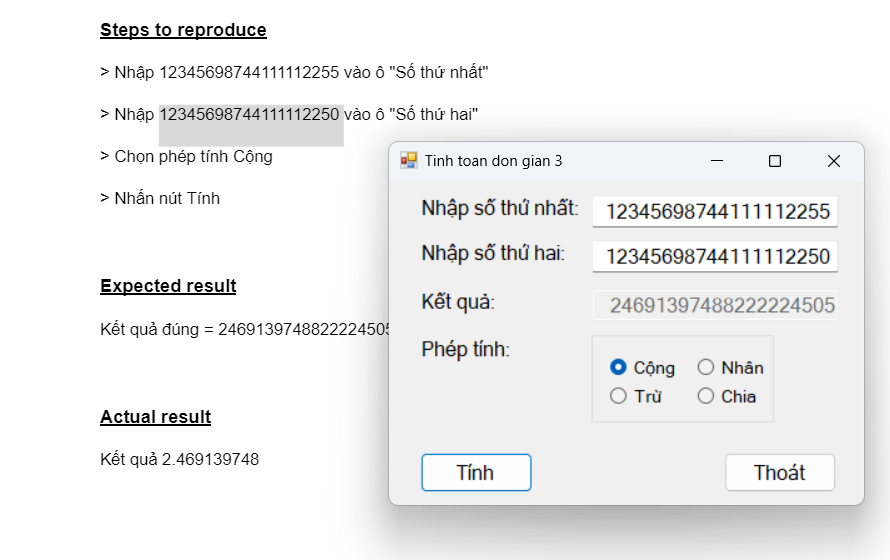 Steps to reproduce
> Nhập 12345698744111112255 vào ô "Số thứ nhất"
> Nhập 12345698744111112250 vào ô "Số thứ hai"
> Chọn phép tính Cộng
> Nhấn nút Tính
Expected result
Kết quả đúng = 24691397488222224505
Actual result
Kết quả 2.469139748
Tinh toan don gian 3
Nhập số thứ nhất: 12345698744111112255
Nhập số thứ hai: 12345698744111112250
Kết quả: 24691397488222224505
Phép tính:
Cộng Nhân
Trừ Chia
Tính Thoát